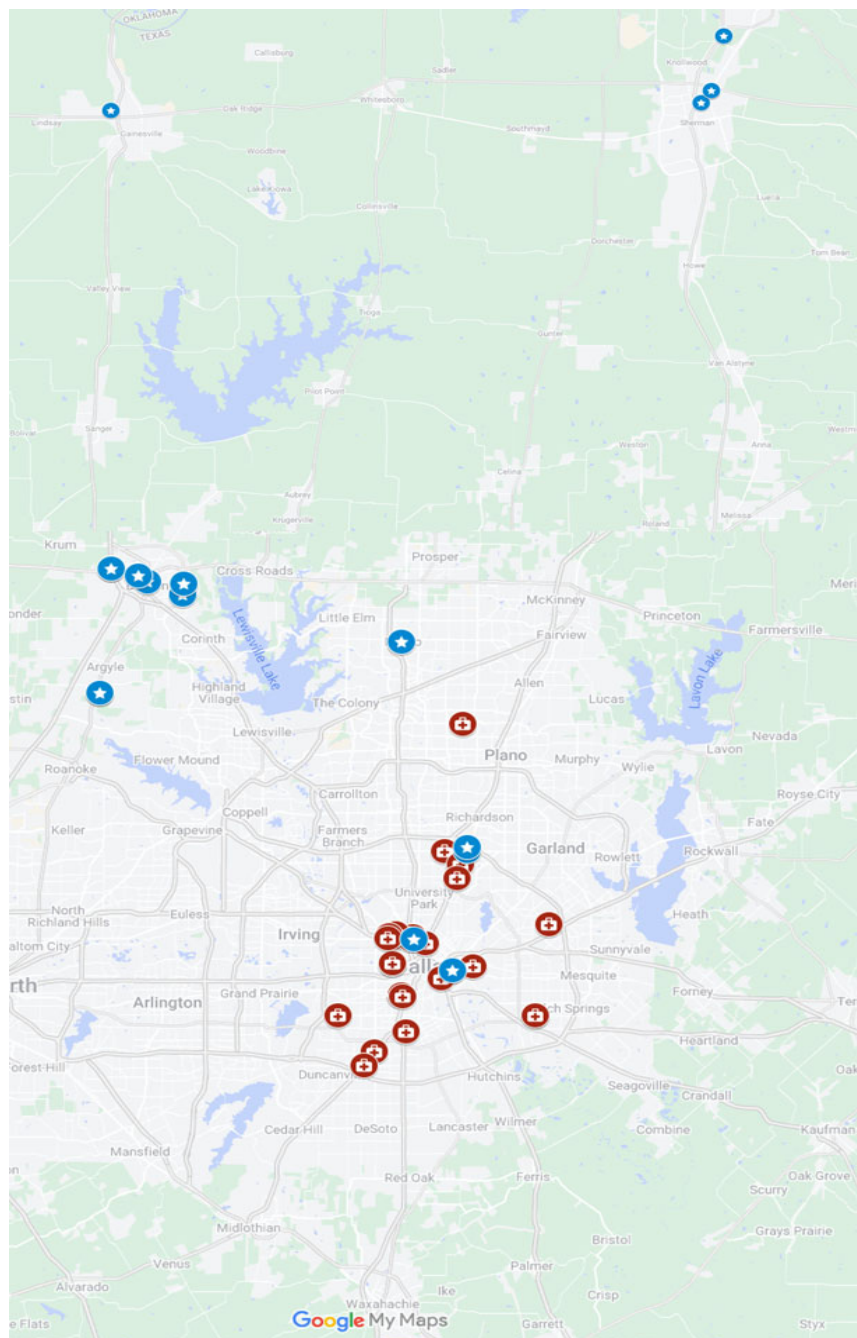 OKLAHOMA
TEXAS
Callisburg
Knollwood
Sadler
Whitesboro
Lindsay
Oak Ridge
Gainesville
Southmayd
Sherman
Woodbine
Lake Kiowa
Luella
Collinsville
Dorchester
Tom Bean
Howe
Valley View
Tioga
Gunter
Van Alstyne
Pilot Point
Sanger
Weston
Anna
Celina
Aubrey
Melissa
Krugerville
Roland
Krum
Prosper
Cross Roads
McKinney
Princeton
Little Elm
Farmersville
Corinth
Fairview
Lewisville Lake
Argyle
Lavon Lake
Highland
Village
Allen
Lucas
The Colony
Lewisville
Nevada
Lavon
Plano
Murphy
Wylie
Flower Mound
Roanoke
Royse City
Carrollton
Coppell
Richardson
Fate
Keller
Grapevine
Farmers
Branch
Garland
Rowlett
Rockwall
University
Park
North
Richland Hills
Euless
Heath
Irving
Sunnyvale
Mesquite
Forney
Terr
Grand Prairie
Arlington
Heartland
Duncanville
Hutchins
Seagoville
Crandall
Cedar Hill
DeSoto
Lancaster
Wilmer
Combine
Kaufman
Mansfield
Red Oak
Ferris
Oak Grove
Scurry
Midlothian
Grays Prairie
Bristol
Venus
Palmer
Alvarado
Ike
Crisp
Waxahachie
Garrett
Styx
Google My Maps